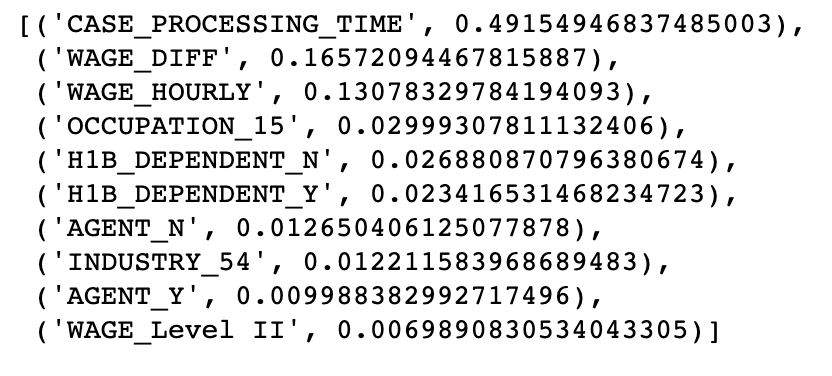 [('CASE_PROCESSING_TIME', 0.49154946837485003),
('WAGE_DIFF', 0.16572094467815887),
('WAGE_HOURLY', 0.13078329784194093),
('OCCUPATION_15', 0.02999307811132406),
('H1B_DEPENDENT_N', 0.026880870796380674),
('H1B_DEPENDENT_Y', 0.023416531468234723),
('AGENT_N', 0.012650406125077878),
('INDUSTRY_54', 0.012211583968689483),
('AGENT_Y', 0.009988382992717496),
('WAGE_Level II', 0.0069890830534043305)]